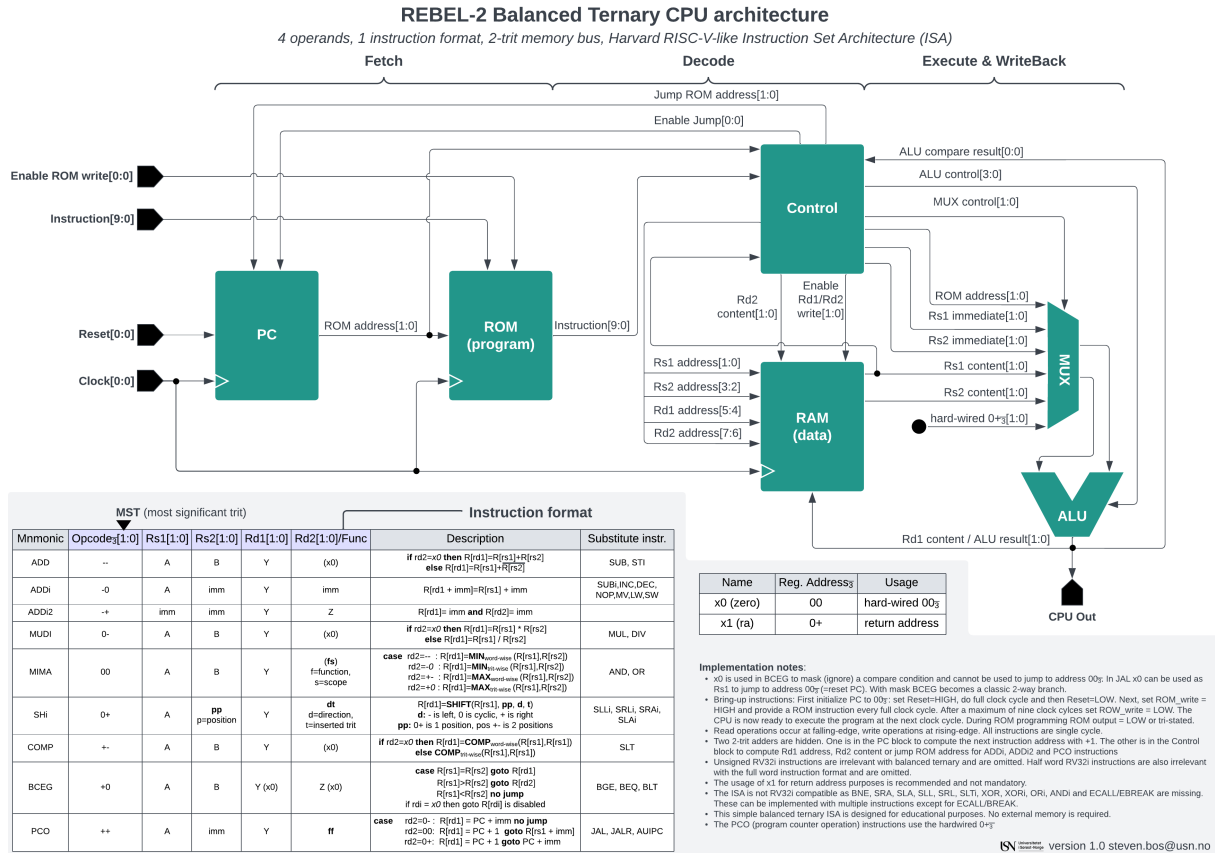 REBEL-2 Balanced Ternary CPU architecture
4 operands, 1 instruction format, 2-trit memory bus, Harvard RISC-V-like Instruction Set Architecture (ISA)
Fetch
Decode
Execute & WriteBack
Jump ROM address[1:0]
Enable Jump[0:0]
Enable ROM write[0:0]
Instruction[9:0]
Reset[0:0]
Clock[0:0]
PC
ROM address[1:0]
ROM
(program)
Instruction[9:0]
Control
ALU compare result[0:0]
ALU control[3:0]
MUX control[1:0]
Rd2
content[1:0]
Enable
Rd1/Rd2
write[1:0]
ROM address[1:0]
Rs1 immediate[1:0]
Rs2 immediate[1:0]
Rs1 content[1:0]
Rs2 content[1:0]
hard-wired 0+3[1:0]
Rs1 address[1:0]
Rs2 address[3:2]
Rd1 address[5:4]
Rd2 address[7:6]
RAM
(data)
MUX
ALU
Rd1 content / ALU result[1:0]
CPU Out
MST (most significant trit)
Instruction format
Mnmonic Opcode3[1:0] Rs1[1:0] Rs2[1:0] Rd1[1:0] Rd2[1:0]/Func Description Substitute instr.
ADD -- A B Y (x0) if rd2=x0 then R[rd1]=R[rs1]+R[rs2] SUB, STI
else R[rd1]=R[rs1]+R[rs2]
ADDi -0 A imm Y imm R[rd1 + imm]=R[rs1] + imm SUBi,INC,DEC,
NOP,MV,LW,SW
ADDi2 -+ imm imm Y Z R[rd1]= imm and R[rd2]= imm
MUDI 0- A B Y (x0) if rd2=x0 then R[rd1]=R[rs1] * R[rs2] MUL, DIV
else R[rd1]=R[rs1] / R[rs2]
MIMA 00 A B Y (fs) f=function, s=scope case rd2=-- : R[rd1]=MINword-wise (R[rs1],R[rs2]) AND, OR
rd2=-0 : R[rd1]=MINtrit-wise (R[rs1],R[rs2])
rd2=+- : R[rd1]=MAXword-wise (R[rs1],R[rs2])
rd2=+0 : R[rd1]=MAXtrit-wise (R[rs1],R[rs2])
SHi 0+ A pp p=position Y dt d=direction, t=inserted trit R[rd1]=SHIFT(R[rs1], pp, d, t) SLLi, SRLi, SRAi, SLAi
d: - is left, 0 is cyclic, + is right
pp: 0+ is 1 position, pos +- is 2 positions
COMP +- A B Y (x0) if rd2=x0 then R[rd1]=COMPword-wise(R[rs1],R[rs1]) SLT
else COMPtrit-wise(R[rs1],R[rs1])
BCEG +0 A B Y (x0) Z (x0) case R[rs1]=R[rs2] goto R[rd1] BGE, BEQ, BLT
R[rs1]>R[rs2] goto R[rd2]
R[rs1]<R[rs2] no jump
if rdi = x0 then goto R[rdi] is disabled
PCO ++ A imm Y ff case rd2=0- : R[rd1] = PC + imm no jump JAL, JALR, AUIPC
rd2=00: R[rd1] = PC + 1 goto R[rs1 + imm]
rd2=0+: R[rd1] = PC + 1 goto PC + imm
Name Reg. Address3 Usage
x0 (zero) 00 hard-wired 003
x1 (ra) 0+ return address
Implementation notes:
• x0 is used in BCEG to mask (ignore) a compare condition and cannot be used to jump to address 003. In JAL x0 can be used as
Rs1 to jump to address 003 (=reset PC). With mask BCEG becomes a classic 2-way branch.
• Bring-up instructions: First initialize PC to 003: set Reset=HIGH, do full clock cycle and then Reset=LOW. Next, set ROM_write =
HIGH and provide a ROM instruction every full clock cycle. After a maximum of nine clock cylces set ROW_write = LOW. The
CPU is now ready to execute the program at the next clock cycle. During ROM programming ROM output = LOW or tri-stated.
• Read operations occur at falling-edge, write operations at rising-edge. All instructions are single cycle.
• Two 2-trit adders are hidden. One is in the PC block to compute the next instruction address with +1. The other is in the Control
block to compute Rd1 address, Rd2 content or jump ROM address for ADDi, ADDi2 and PCO instructions
• Unsigned RV32i instructions are irrelevant with balanced ternary and are omitted. Half word RV32i instructions are also irrelevant
with the full word instruction format and are omitted.
• The usage of x1 for return address purposes is recommended and not mandatory.
• The ISA is not RV32i compatible as BNE, SRA, SLA, SLL, SRL, SLTi, XOR, XORi, ORi, ANDi and ECALL/EBREAK are missing.
These can be implemented with multiple instructions except for ECALL/BREAK.
• This simple balanced ternary ISA is designed for educational purposes. No external memory is required.
• The PCO (program counter operation) instructions use the hardwired 0+3
USN Universitetet i Sørøst-Norge version 1.0 steven.bos@usn.no